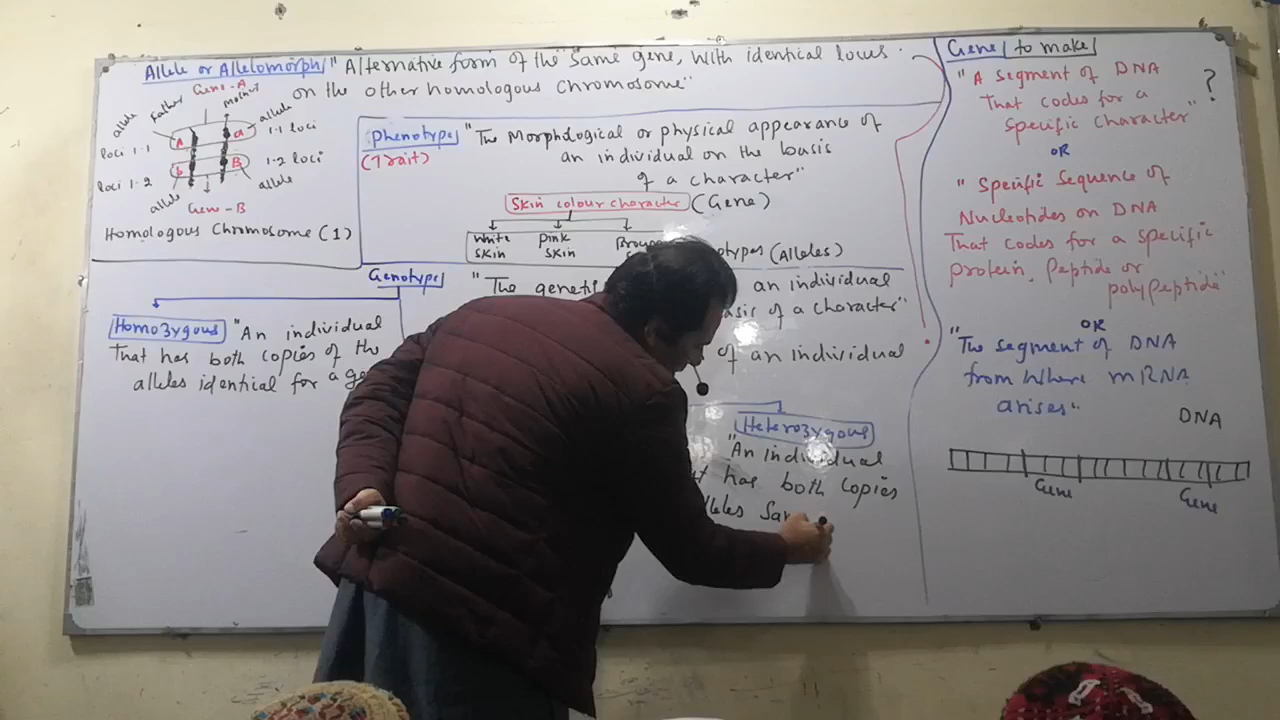 Allele or Allelomorph "Alternative form of the same gene, with identical locus
on the other homologous chromosome"
Gene-A
Father
Mother
allele
allele
A
a
loci 1-1
1-1 loci
b
B
loci 1-2
1-2 loci
allele
allele
Gene-B
Homologous Chromosome (1)
Phenotype "The Morphological or physical appearance of
(Trait)
an individual on the basis
of a character"
Skin colour character (Gene)
White
skin
pink
skin
(Alleles)
Genotype "The
an individual
of a character"
of an individual
Homozygous "An individual
That has both copies of the
alleles identical for a
Heterozygous
"An individual
has both copies
Gene to make
"A segment of DNA
That codes for a
specific character"
?
OR
"Specific Sequence of
Nucleotides on DNA
That codes for a specific
protein, Peptide or
polypeptide"
OR
"The segment of DNA
from where mRNA
arises"
DNA
Gene
Gene